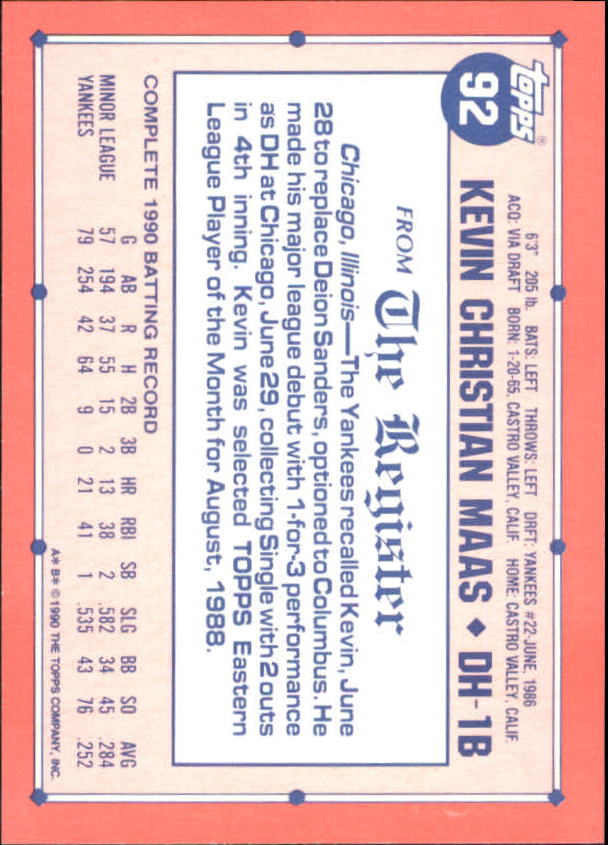 topps®
92
6'3" 205 lb. BATS: LEFT THROWS: LEFT DRFT: YANKEES #22-JUNE, 1986
ACQ: VIA DRAFT BORN: 1-20-65, CASTRO VALLEY, CALIF. HOME: CASTRO VALLEY, CALIF.
KEVIN CHRISTIAN MAAS ◆ DH-1B
FROM The Register
Chicago, Illinois—The Yankees recalled Kevin, June
28 to replace Deion Sanders, optioned to Columbus. He
made his major league debut with 1-for-3 performance
as DH at Chicago, June 29, collecting Single with 2 outs
in 4th inning. Kevin was selected TOPPS Eastern
League Player of the Month for August, 1988.
COMPLETE 1990 BATTING RECORD
G AB R H 2B 3B HR RBI SB SLG BB SO AVG
MINOR LEAGUE 57 194 37 55 15 2 13 38 2 .582 34 45 .284
YANKEES 79 254 42 64 9 0 21 41 1 .535 43 76 .252
A* B* © 1990 THE TOPPS COMPANY, INC.